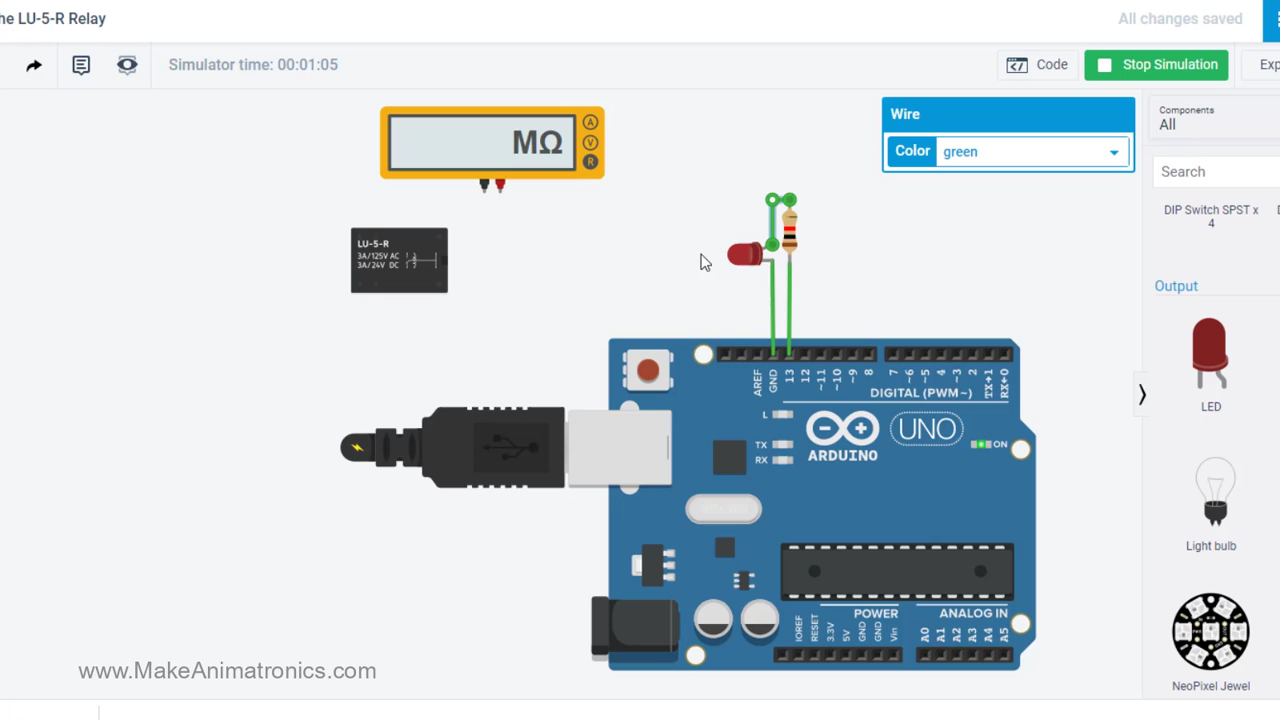 he LU-5-R Relay
All changes saved
Simulator time: 00:01:05
Code
Stop Simulation
Exp
MΩ
A
V
R
Wire
Color
green
Components
All
Search
DIP Switch SPST x
4
Output
LED
Light bulb
NeoPixel Jewel
LU-5-R
3A/125V AC
3A/24V DC
AREF
GND
13
12
~11
~10
~9
8
7
~6
~5
4
~3
2
TX→1
RX←0
DIGITAL (PWM~)
L
TX
RX
ARDUINO
UNO
ON
POWER
ANALOG IN
IOREF
RESET
3.3V
5V
GND
GND
Vin
A0
A1
A2
A3
A4
A5
www.MakeAnimatronics.com